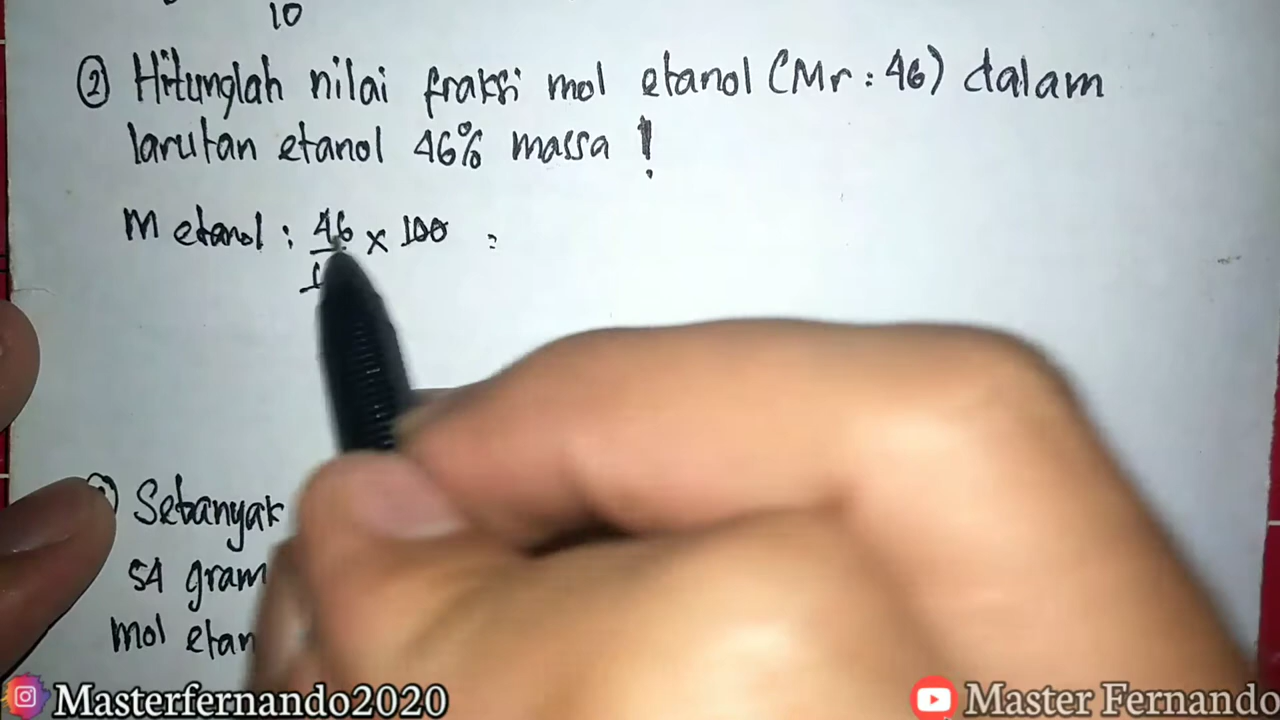 10
② Hitunglah nilai fraksi mol etanol (Mr : 46) dalam
larutan etanol 46% massa !
M etanol : 46 x 100 :
Sebanyak
54 gram
mol etan
Masterfernando2020
Master Fernando